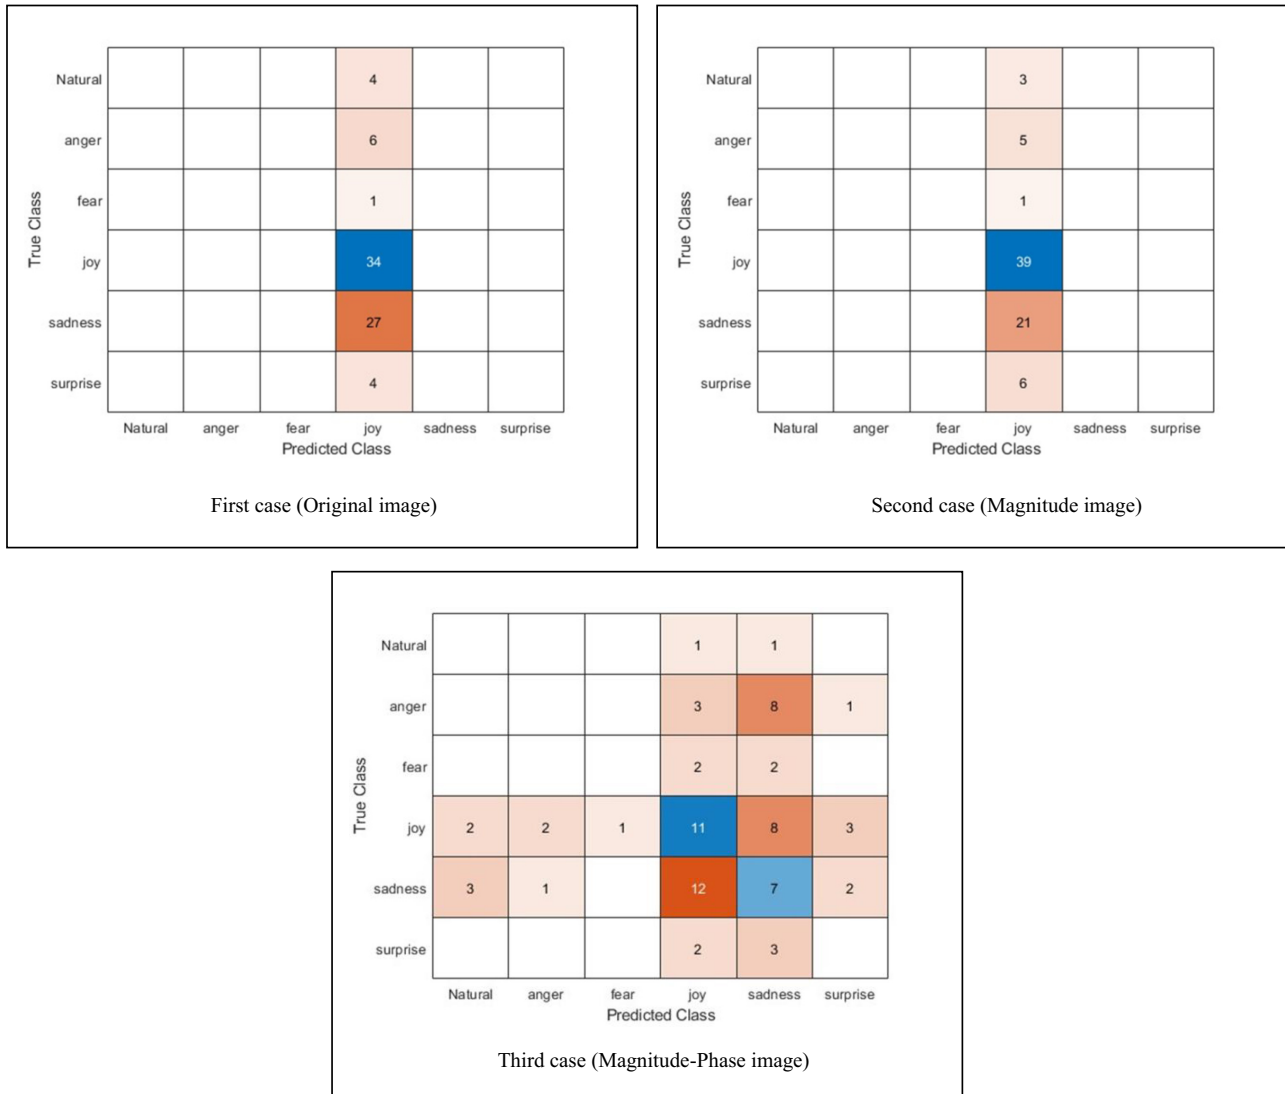 Natural 4
anger 6
fear 1
joy 34
sadness 27
surprise 4
True Class
Natural anger fear joy sadness surprise
Predicted Class
First case (Original image)
Natural 3
anger 5
fear 1
joy 39
sadness 21
surprise 6
True Class
Natural anger fear joy sadness surprise
Predicted Class
Second case (Magnitude image)
Natural 1 1
anger 3 8 1
fear 2 2
joy 2 2 1 11 8 3
sadness 3 1 12 7 2
surprise 2 3
True Class
Natural anger fear joy sadness surprise
Predicted Class
Third case (Magnitude-Phase image)